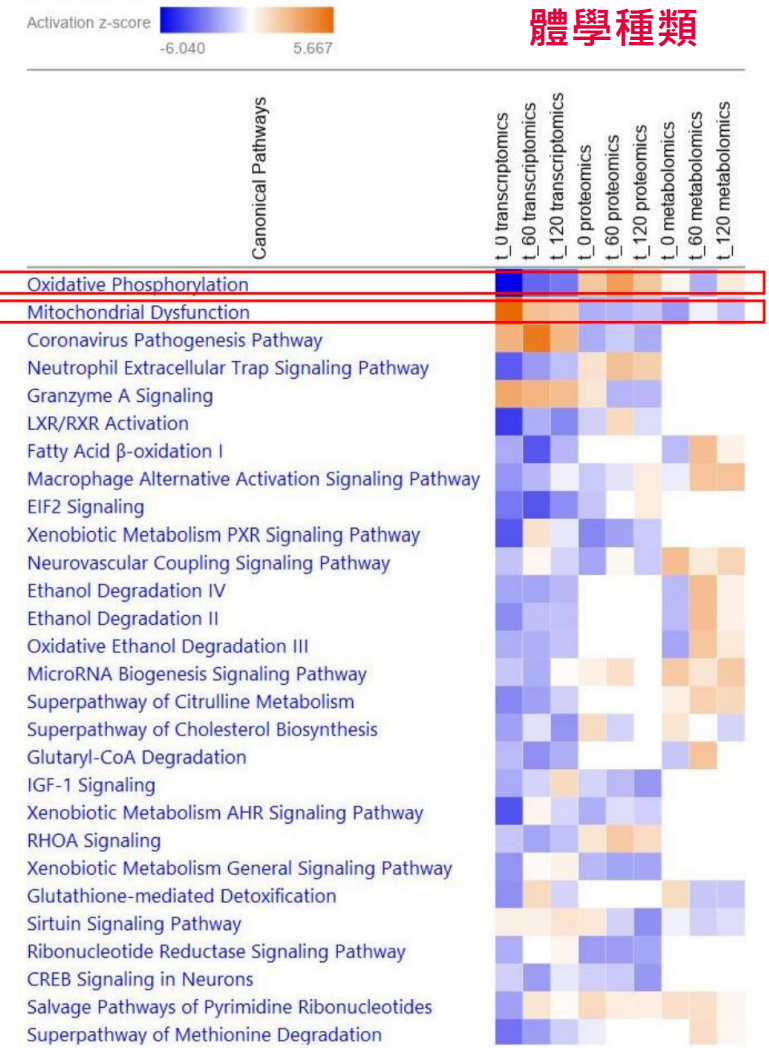 Activation z-score
-6.040 5.667
體學種類
Canonical Pathways
t_0 transcriptomics
t_60 transcriptomics
t_120 transcriptomics
t_0 proteomics
t_60 proteomics
t_120 proteomics
t_0 metabolomics
t_60 metabolomics
t_120 metabolomics
Oxidative Phosphorylation
Mitochondrial Dysfunction
Coronavirus Pathogenesis Pathway
Neutrophil Extracellular Trap Signaling Pathway
Granzyme A Signaling
LXR/RXR Activation
Fatty Acid β-oxidation I
Macrophage Alternative Activation Signaling Pathway
EIF2 Signaling
Xenobiotic Metabolism PXR Signaling Pathway
Neurovascular Coupling Signaling Pathway
Ethanol Degradation IV
Ethanol Degradation II
Oxidative Ethanol Degradation III
MicroRNA Biogenesis Signaling Pathway
Superpathway of Citrulline Metabolism
Superpathway of Cholesterol Biosynthesis
Glutaryl-CoA Degradation
IGF-1 Signaling
Xenobiotic Metabolism AHR Signaling Pathway
RHOA Signaling
Xenobiotic Metabolism General Signaling Pathway
Glutathione-mediated Detoxification
Sirtuin Signaling Pathway
Ribonucleotide Reductase Signaling Pathway
CREB Signaling in Neurons
Salvage Pathways of Pyrimidine Ribonucleotides
Superpathway of Methionine Degradation